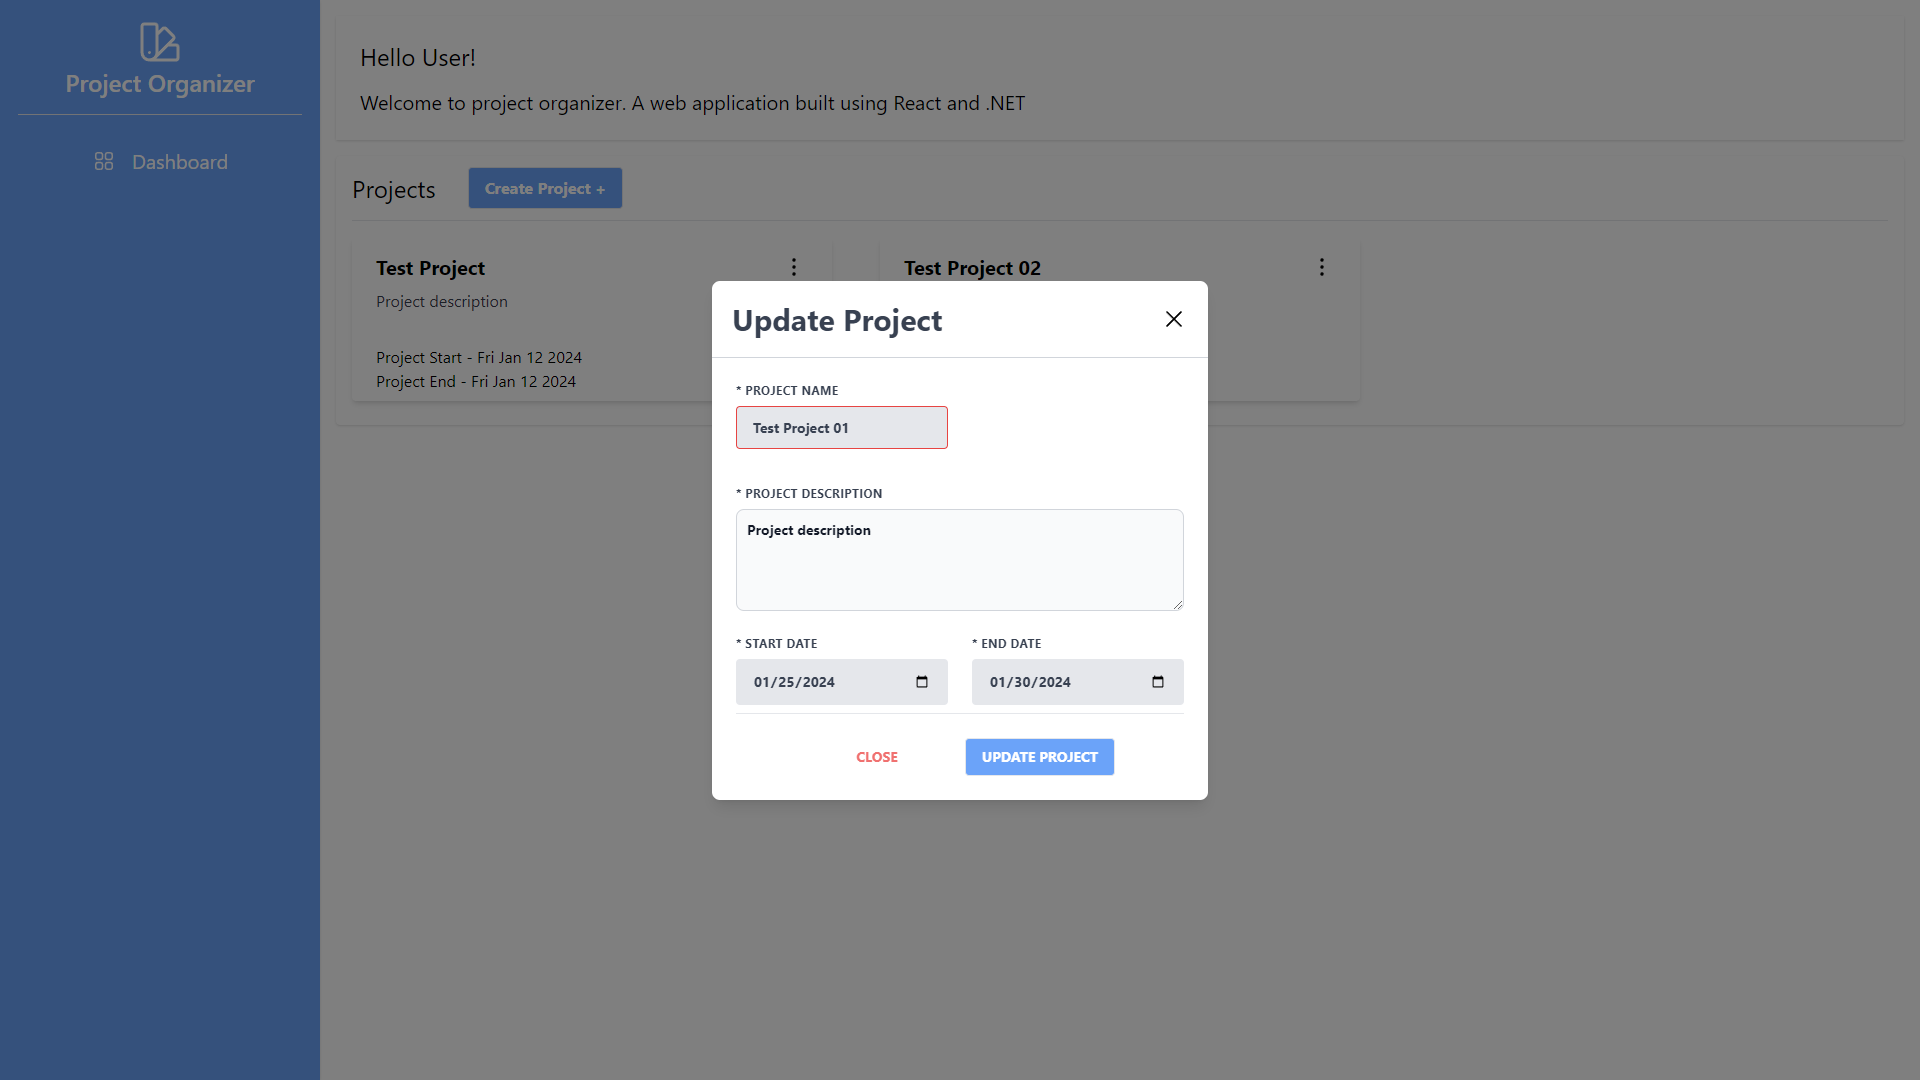 Project Organizer
Dashboard
Hello User!
Welcome to project organizer. A web application built using React and .NET
Projects
Create Project +
Test Project
Project description
Project Start - Fri Jan 12 2024
Project End - Fri Jan 12 2024
Test Project 02
Update Project
* PROJECT NAME
Test Project 01
* PROJECT DESCRIPTION
Project description
* START DATE
* END DATE
01/25/2024
01/30/2024
CLOSE
UPDATE PROJECT